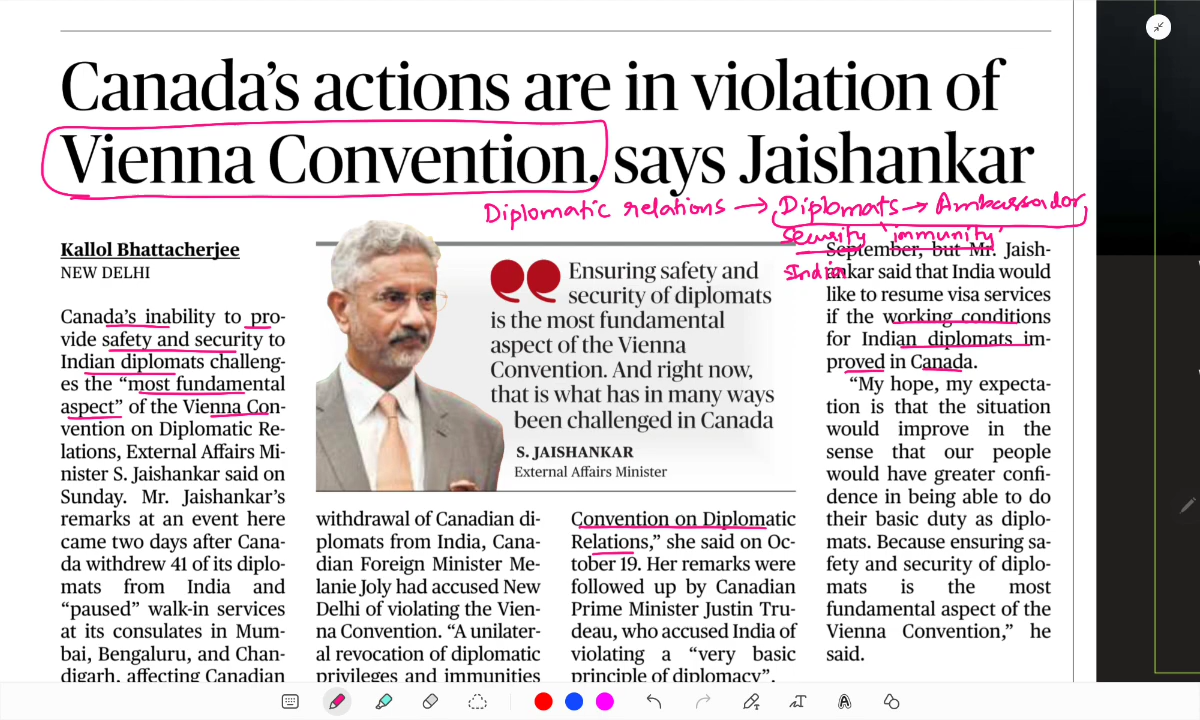 Canada's actions are in violation of
Vienna Convention, says Jaishankar
Diplomatic relations → Diplomats → Ambassador
security 'immunity'
India
Kallol Bhattacherjee
NEW DELHI
Canada's inability to pro-
vide safety and security to
Indian diplomats challeng-
es the “most fundamental
aspect” of the Vienna Con-
vention on Diplomatic Re-
lations, External Affairs Mi-
nister S. Jaishankar said on
Sunday. Mr. Jaishankar's
remarks at an event here
came two days after Cana-
da withdrew 41 of its diplo-
mats from India and
“paused” walk-in services
at its consulates in Mum-
bai, Bengaluru, and Chan-
digarh, affecting Canadian
Ensuring safety and
security of diplomats
is the most fundamental
aspect of the Vienna
Convention. And right now,
that is what has in many ways
been challenged in Canada
S. JAISHANKAR
External Affairs Minister
withdrawal of Canadian di-
plomats from India, Cana-
dian Foreign Minister Me-
lanie Joly had accused New
Delhi of violating the Vien-
na Convention. “A unilater-
al revocation of diplomatic
privileges and immunities
Convention on Diplomatic
Relations,” she said on Oc-
tober 19. Her remarks were
followed up by Canadian
Prime Minister Justin Tru-
deau, who accused India of
violating a “very basic
principle of diplomacy”.
September, but Mr. Jaish-
ankar said that India would
like to resume visa services
if the working conditions
for Indian diplomats im-
proved in Canada.
“My hope, my expecta-
tion is that the situation
would improve in the
sense that our people
would have greater confi-
dence in being able to do
their basic duty as diplo-
mats. Because ensuring sa-
fety and security of diplo-
mats is the most
fundamental aspect of the
Vienna Convention,” he
said.